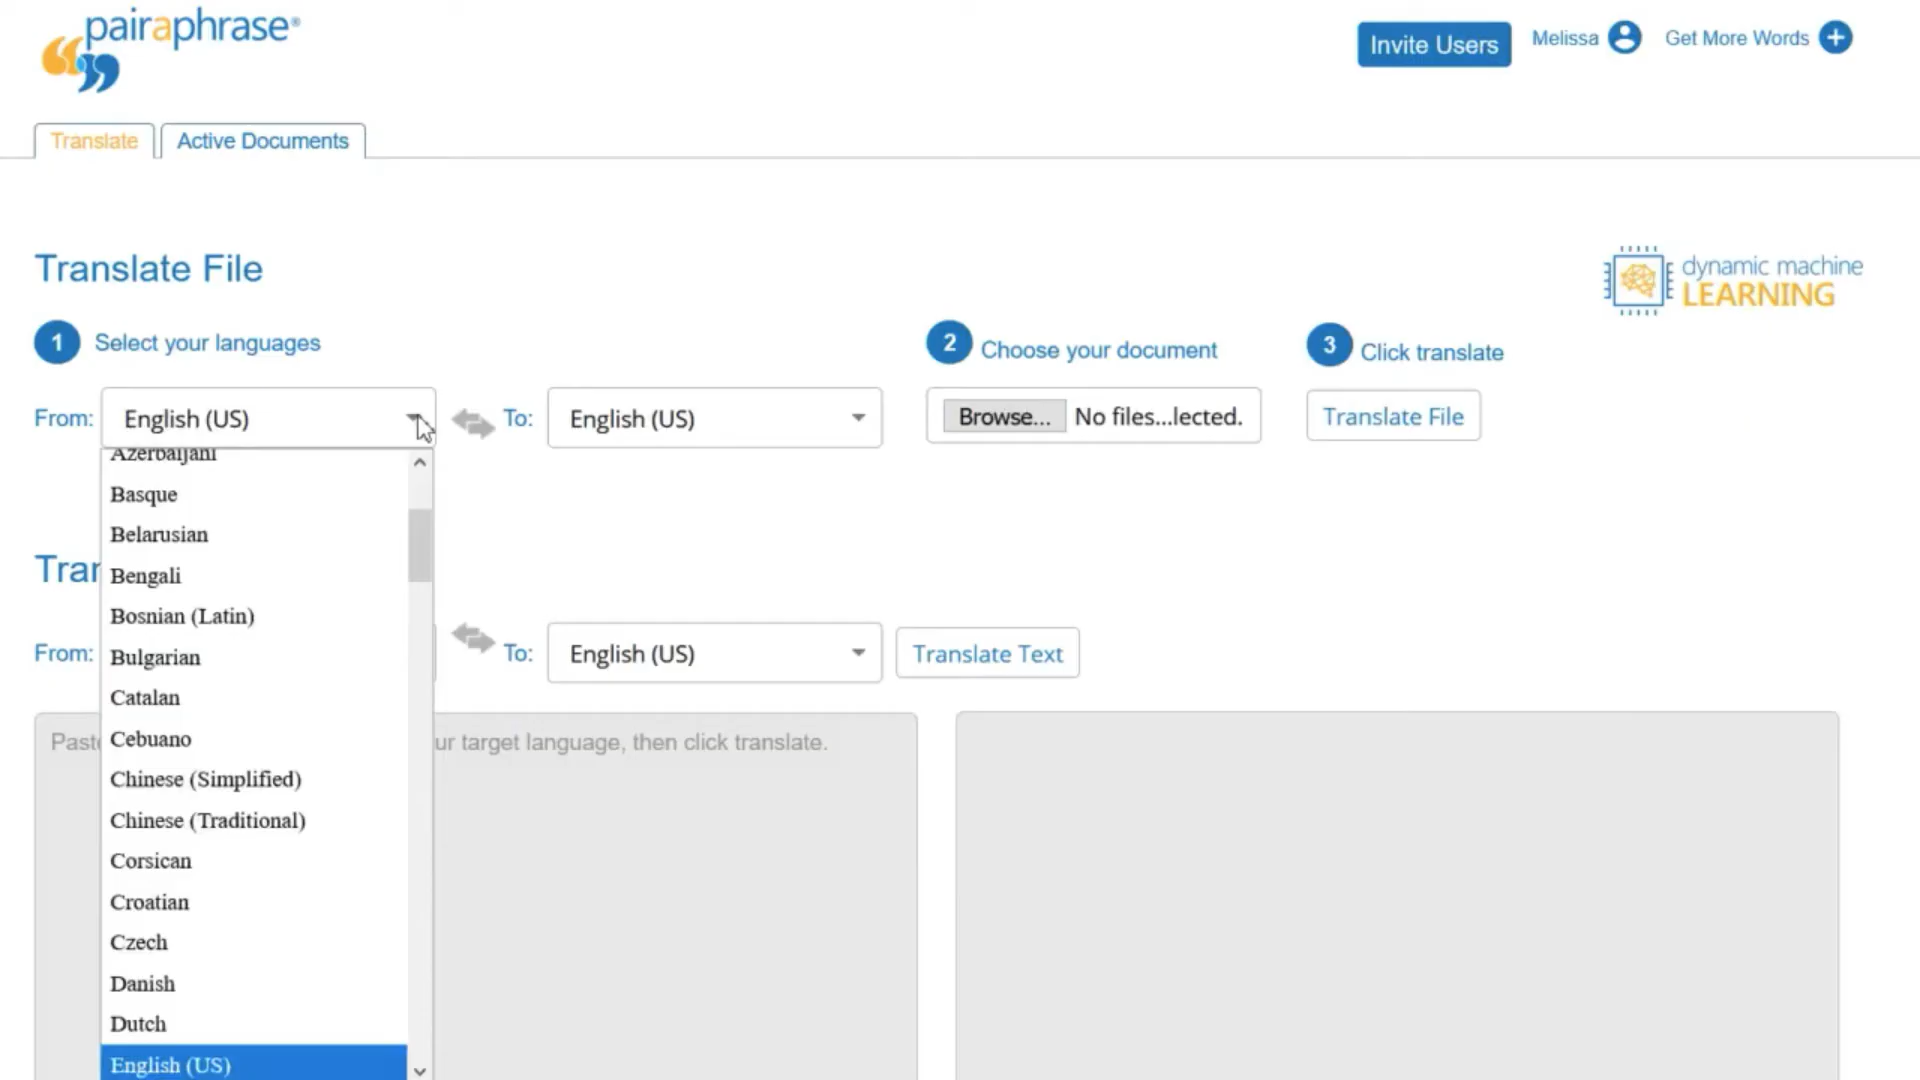 pairaphrase®
Invite Users
Melissa
Get More Words
Translate
Active Documents
Translate File
dynamic machine
LEARNING
1 Select your languages
2 Choose your document
3 Click translate
From: English (US)
To: English (US)
Browse... No files...lected.
Translate File
Azerbaijani
Basque
Belarusian
Bengali
Bosnian (Latin)
Bulgarian
Catalan
Cebuano
Chinese (Simplified)
Chinese (Traditional)
Corsican
Croatian
Czech
Danish
Dutch
English (US)
From:
To: English (US)
Translate Text
ur target language, then click translate.